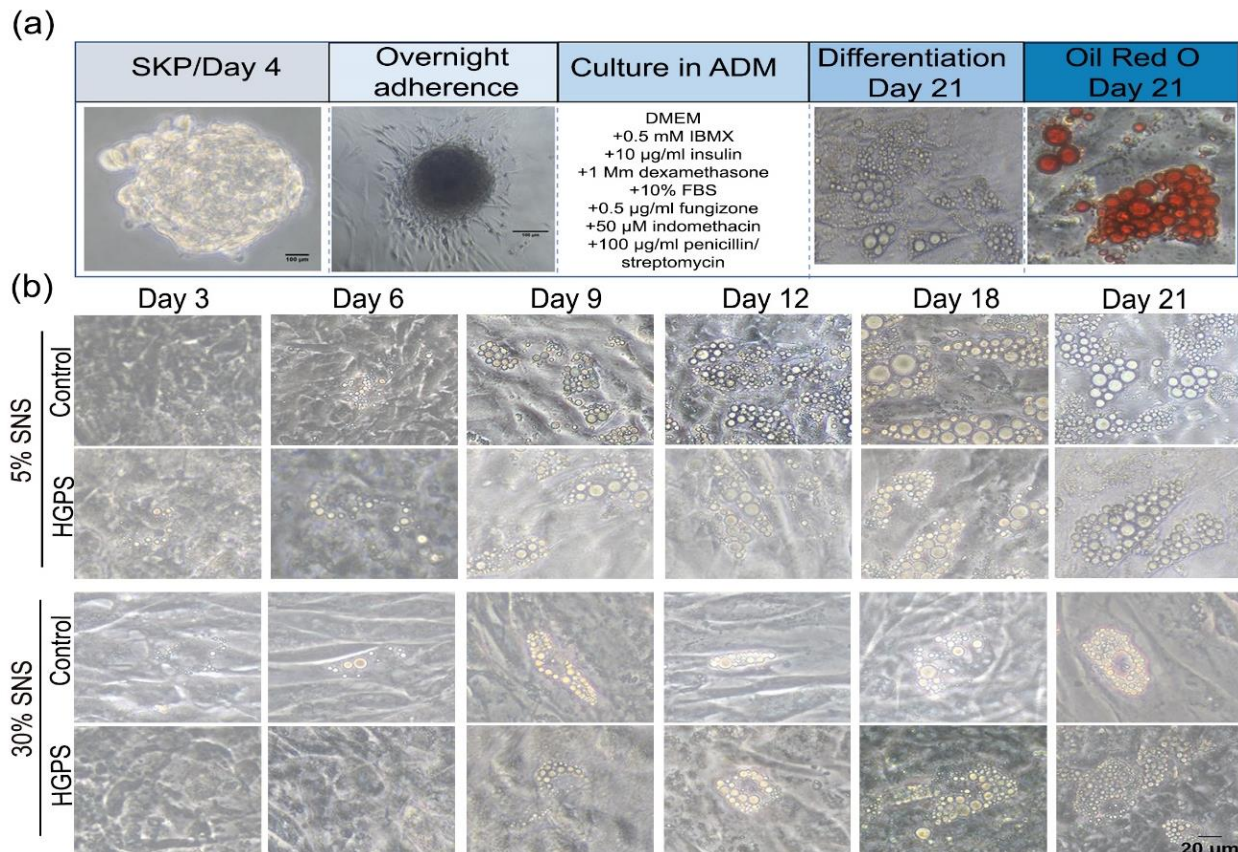 (a)
SKP/Day 4
Overnight
adherence
Culture in ADM
Differentiation
Day 21
Oil Red O
Day 21
100 µm
100 µm
DMEM
+0.5 mM IBMX
+10 µg/ml insulin
+1 Mm dexamethasone
+10% FBS
+0.5 µg/ml fungizone
+50 µM indomethacin
+100 µg/ml penicillin/
streptomycin
(b)
Day 3
Day 6
Day 9
Day 12
Day 18
Day 21
5% SNS
Control
HGPS
30% SNS
Control
HGPS
20 µm